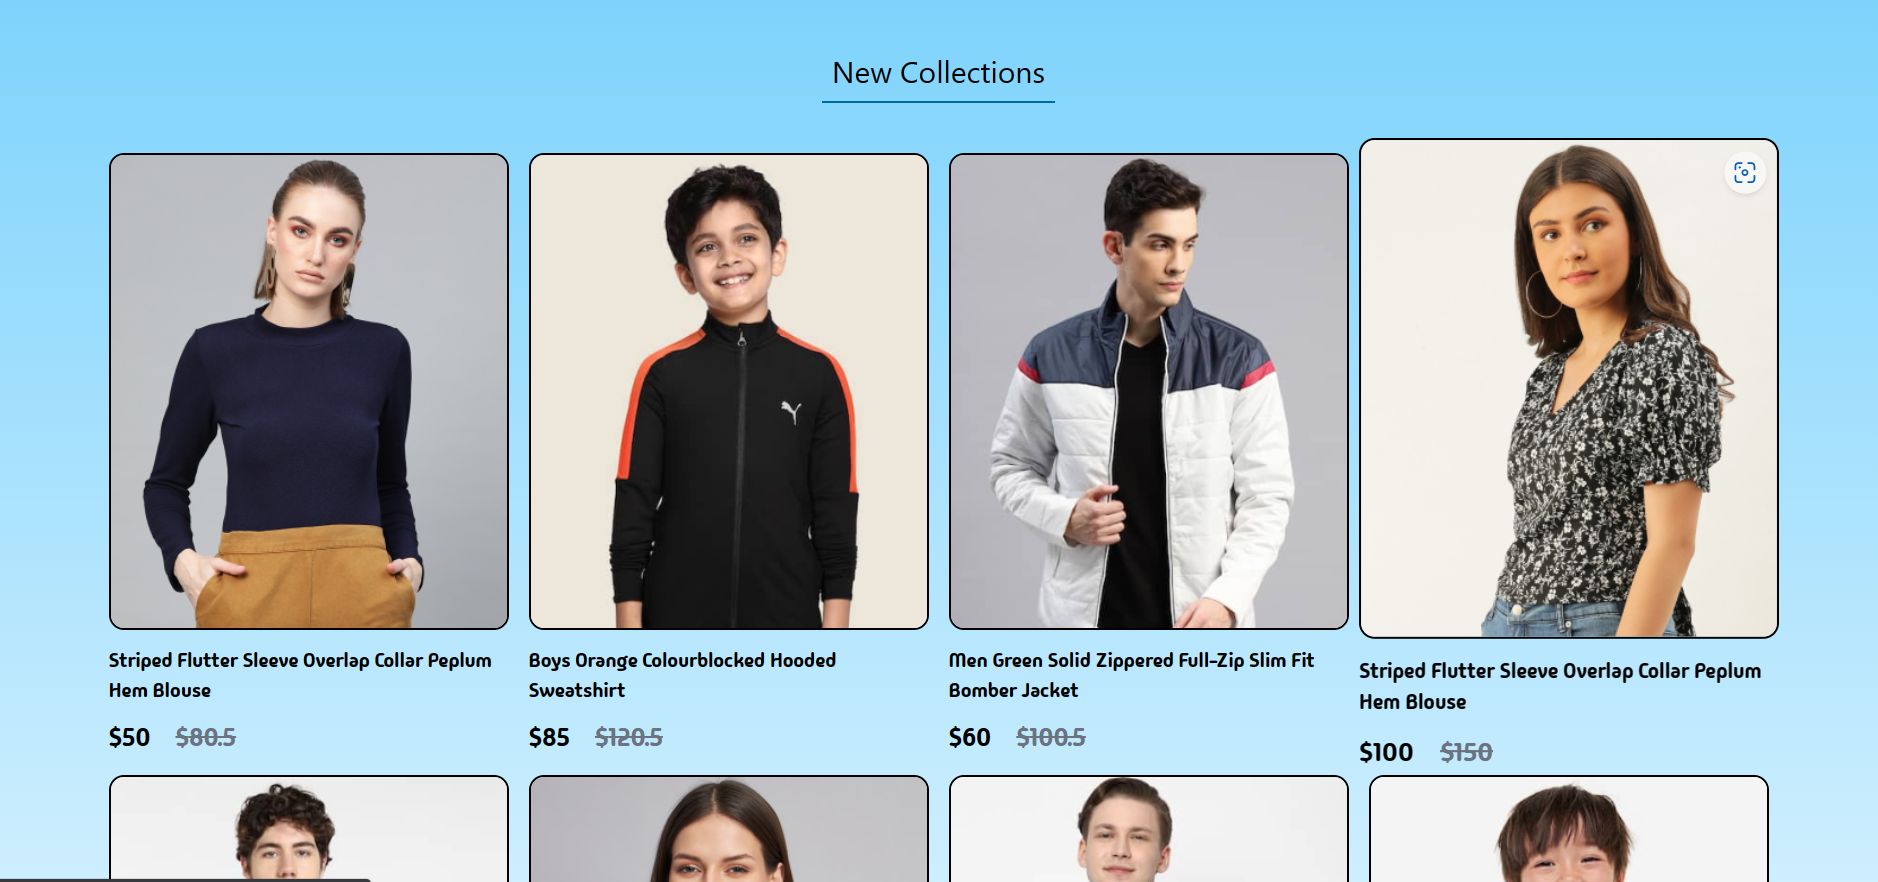 New Collections
Striped Flutter Sleeve Overlap Collar Peplum
Hem Blouse
$50 $80.5
Boys Orange Colourblocked Hooded
Sweatshirt
$85 $120.5
Men Green Solid Zippered Full-Zip Slim Fit
Bomber Jacket
$60 $100.5
Striped Flutter Sleeve Overlap Collar Peplum
Hem Blouse
$100 $150